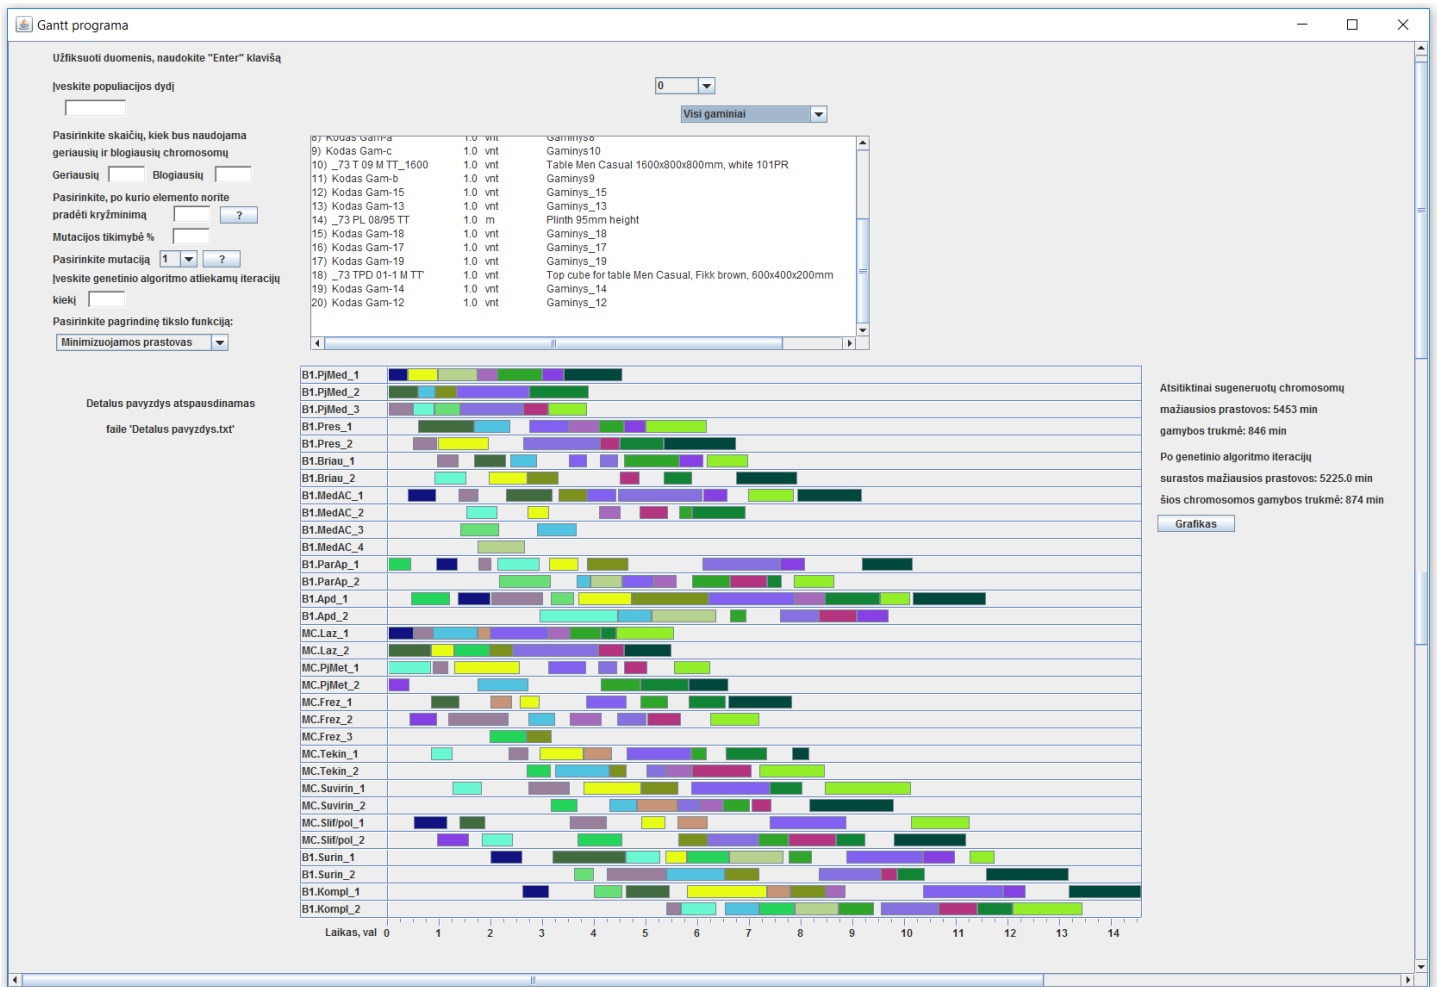 Gantt programa
Užfiksuoti duomenis, naudokite "Enter" klavišą
Įveskite populiacijos dydį
Pasirinkite skaičių, kiek bus naudojama
geriausių ir blogiausių chromosomų
Geriausių Blogiausių
Pasirinkite, po kurio elemento norite
pradėti kryžminimą ?
Mutacijos tikimybė %
Pasirinkite mutaciją 1 ?
Įveskite genetinio algoritmo atliekamų iteracijų
kiekį
Pasirinkite pagrindinę tikslo funkciją:
Minimizuojamos prastovas
Detalus pavyzdys atspausdinamas
faile 'Detalus pavyzdys.txt'
0
Visi gaminiai
8) Kodas Gam-a 1.0 vnt Gaminys8
9) Kodas Gam-c 1.0 vnt Gaminys10
10) _73 T 09 M TT_1600 1.0 vnt Table Men Casual 1600x800x800mm, white 101PR
11) Kodas Gam-b 1.0 vnt Gaminys9
12) Kodas Gam-15 1.0 vnt Gaminys_15
13) Kodas Gam-13 1.0 vnt Gaminys_13
14) _73 PL 08/95 TT 1.0 m Plinth 95mm height
15) Kodas Gam-18 1.0 vnt Gaminys_18
16) Kodas Gam-17 1.0 vnt Gaminys_17
17) Kodas Gam-19 1.0 vnt Gaminys_19
18) _73 TPD 01-1 M TT' 1.0 vnt Top cube for table Men Casual, Fikk brown, 600x400x200mm
19) Kodas Gam-14 1.0 vnt Gaminys_14
20) Kodas Gam-12 1.0 vnt Gaminys_12
B1.PjMed_1
B1.PjMed_2
B1.PjMed_3
B1.Pres_1
B1.Pres_2
B1.Briau_1
B1.Briau_2
B1.MedAC_1
B1.MedAC_2
B1.MedAC_3
B1.MedAC_4
B1.ParAp_1
B1.ParAp_2
B1.Apd_1
B1.Apd_2
MC.Laz_1
MC.Laz_2
MC.PjMet_1
MC.PjMet_2
MC.Frez_1
MC.Frez_2
MC.Frez_3
MC.Tekin_1
MC.Tekin_2
MC.Suvirin_1
MC.Suvirin_2
MC.Slif/pol_1
MC.Slif/pol_2
B1.Surin_1
B1.Surin_2
B1.Kompl_1
B1.Kompl_2
Laikas, val 0 1 2 3 4 5 6 7 8 9 10 11 12 13 14
Atsitiktinai sugeneruotų chromosomų
mažiausios prastovos: 5453 min
gamybos trukmė: 846 min
Po genetinio algoritmo iteracijų
surastos mažiausios prastovos: 5225.0 min
šios chromosomos gamybos trukmė: 874 min
Grafikas